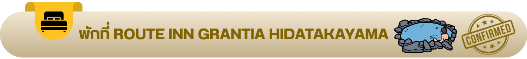 พักที่ ROUTE INN GRANTIA HIDATAKAYAMA
CONFIRMED